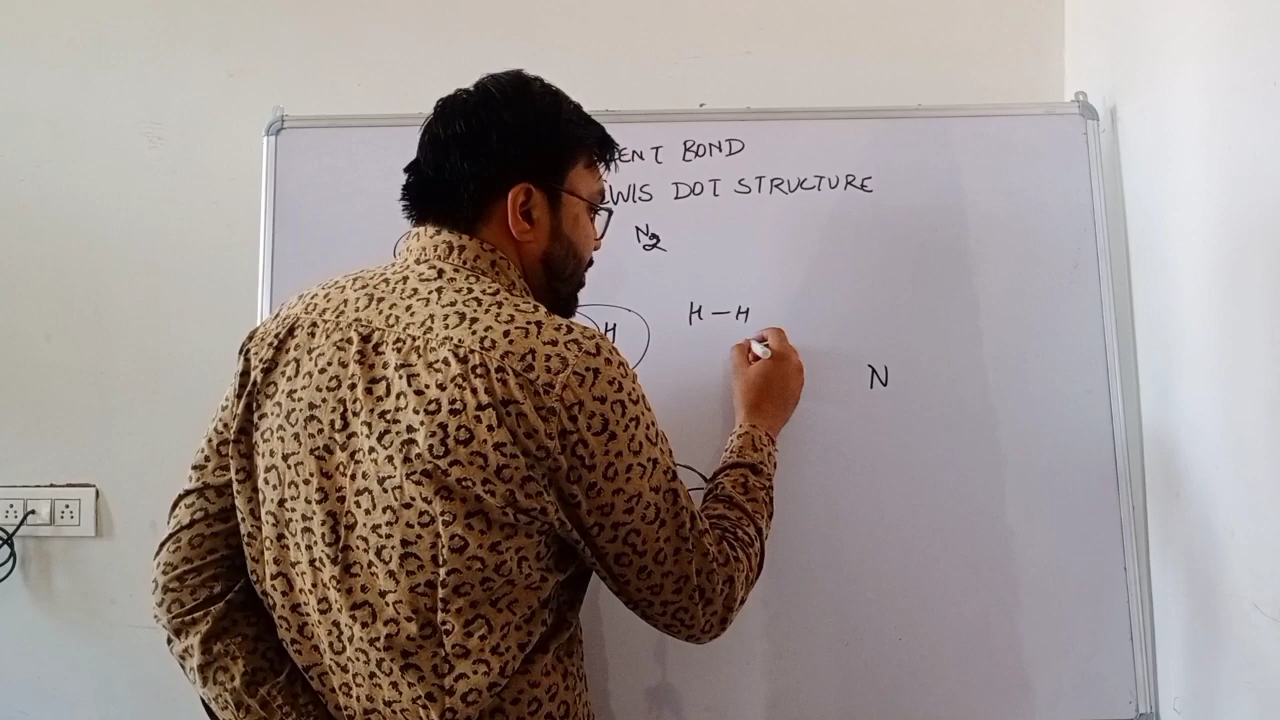 ENT BOND
WIS DOT STRUCTURE
N2
H H – H
N